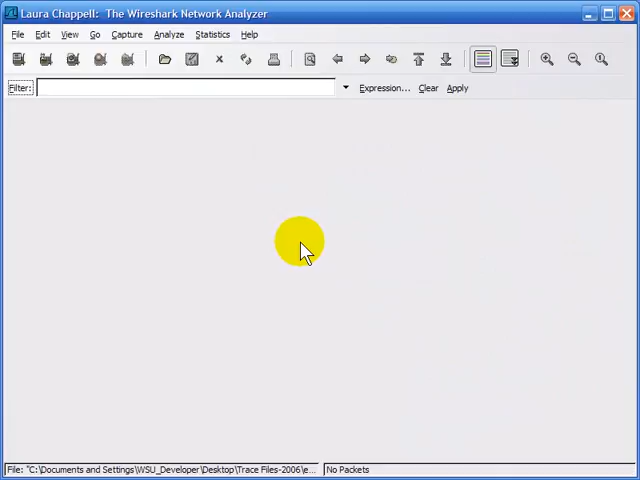 Laura Chappell: The Wireshark Network Analyzer
File Edit View Go Capture Analyze Statistics Help
Filter: Expression... Clear Apply
File: "C:\Documents and Settings\WSU_Developer\Desktop\Trace Files-2006\e... No Packets